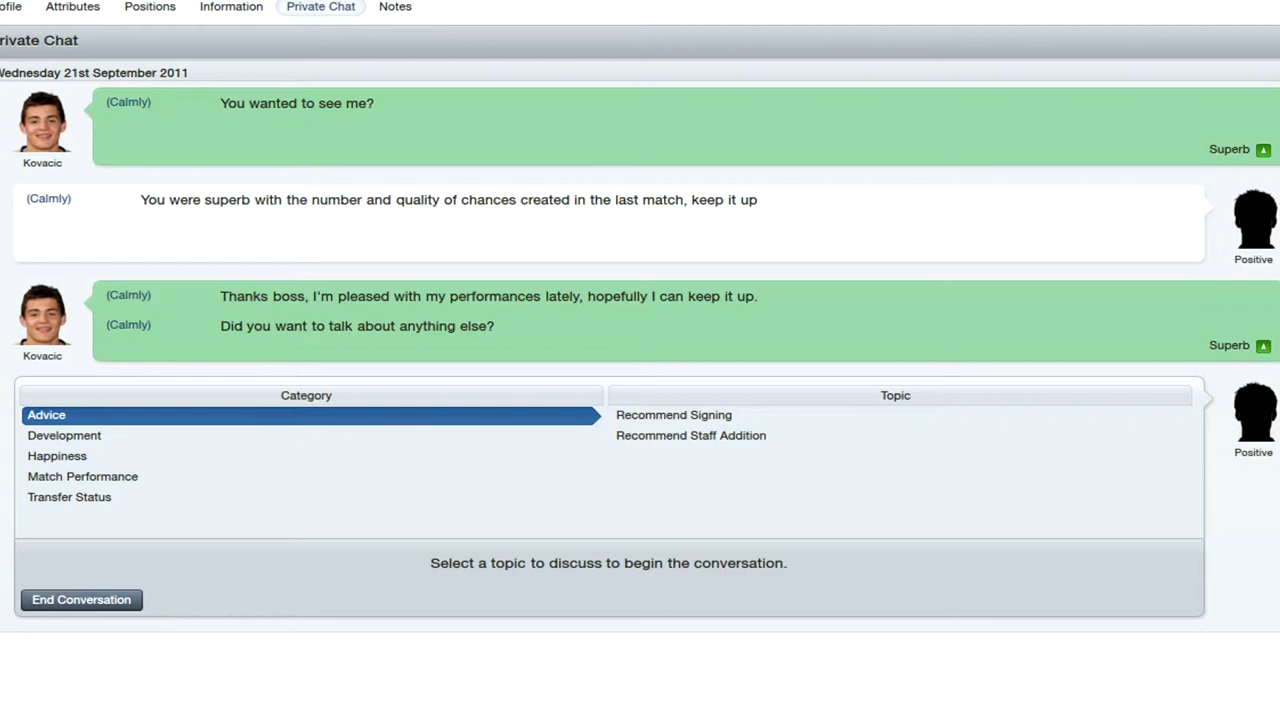 ofile Attributes Positions Information Private Chat Notes
rivate Chat
Wednesday 21st September 2011
(Calmly) You wanted to see me?
Superb
Kovacic
(Calmly) You were superb with the number and quality of chances created in the last match, keep it up
Positive
(Calmly) Thanks boss, I'm pleased with my performances lately, hopefully I can keep it up.
(Calmly) Did you want to talk about anything else?
Superb
Kovacic
Category Topic
Advice Recommend Signing
Development Recommend Staff Addition
Happiness
Positive
Match Performance
Transfer Status
Select a topic to discuss to begin the conversation.
End Conversation